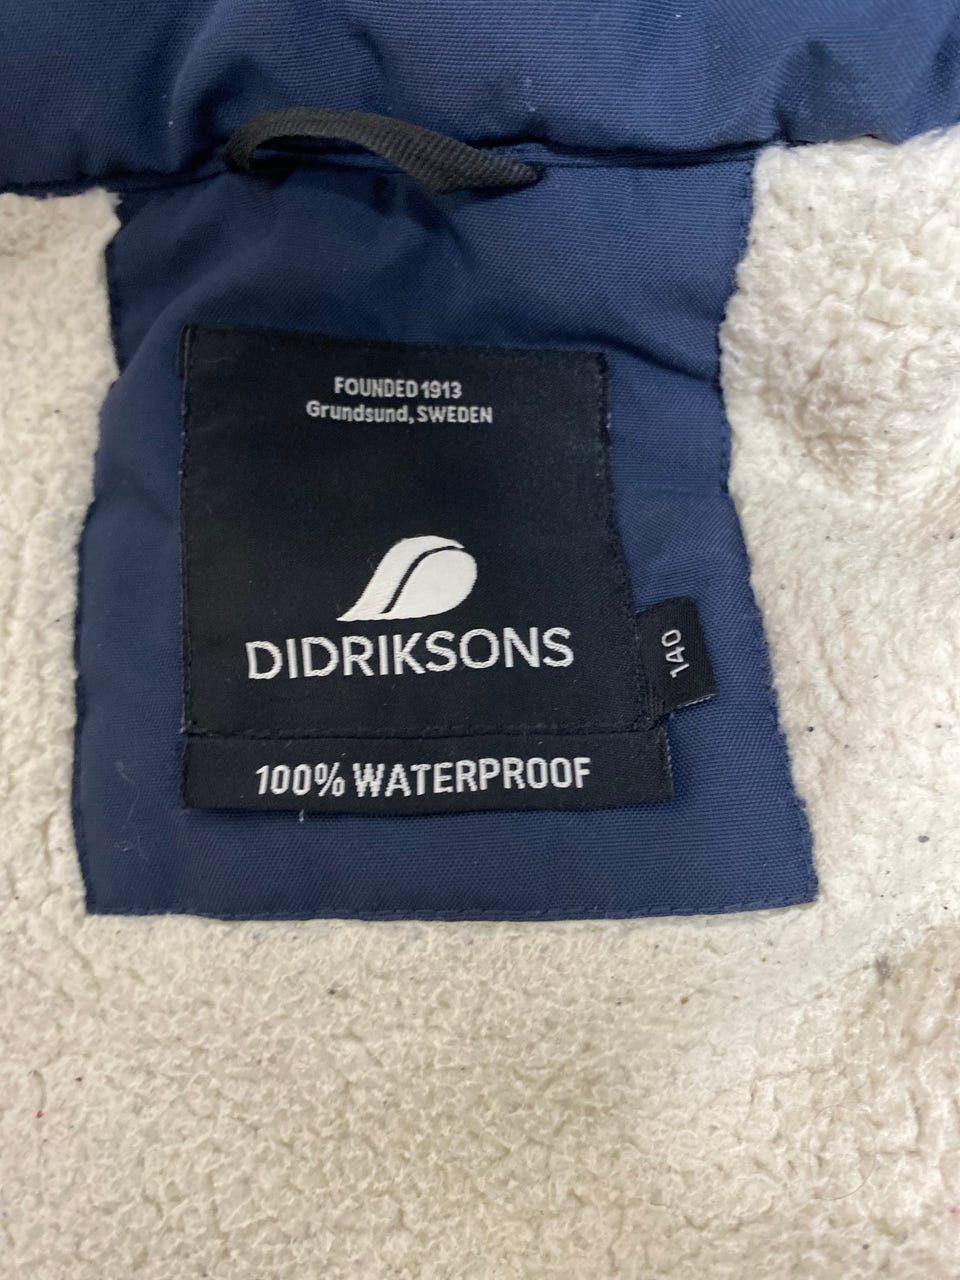 FOUNDED 1913
Grundsund, SWEDEN
DIDRIKSONS
140
100% WATERPROOF